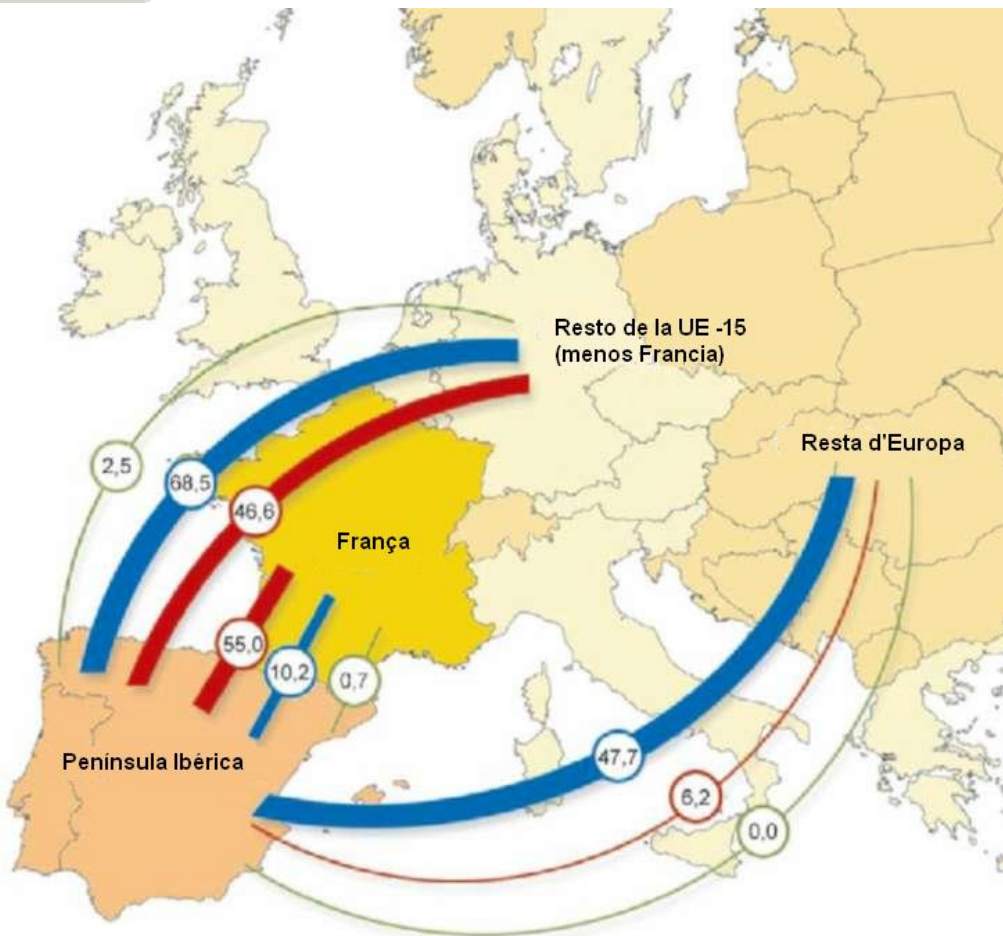 Resto de la UE -15
(menos Francia)
Resta d'Europa
2,5
68,5
46,6
França
55,0
10,2
0,7
Península Ibérica
47,7
6,2
0,0